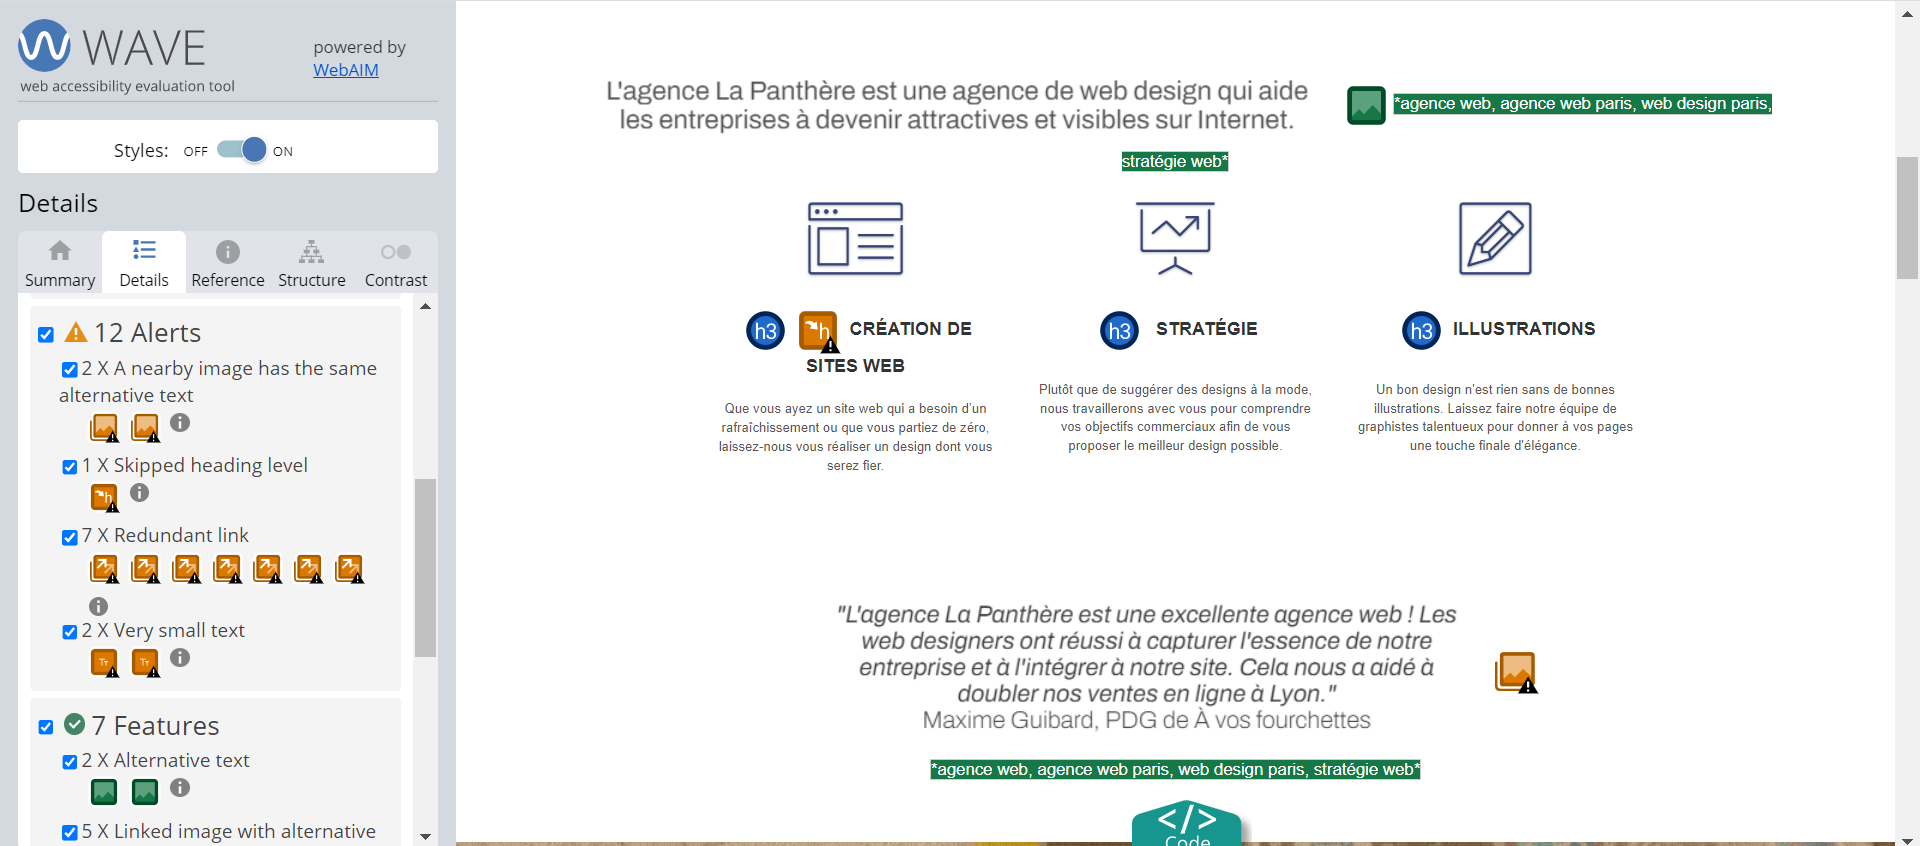 WAVE
web accessibility evaluation tool
powered by
WebAIM
Styles: OFF ON
Details
Summary Details Reference Structure Contrast
12 Alerts
2 X A nearby image has the same
alternative text
1 X Skipped heading level
7 X Redundant link
2 X Very small text
7 Features
2 X Alternative text
5 X Linked image with alternative
L'agence La Panthère est une agence de web design qui aide
les entreprises à devenir attractives et visibles sur Internet.
*agence web, agence web paris, web design paris,
stratégie web*
h3 h CRÉATION DE
SITES WEB
Que vous ayez un site web qui a besoin d'un
rafraîchissement ou que vous partiez de zéro,
laissez-nous vous réaliser un design dont vous
serez fier.
h3 STRATÉGIE
Plutôt que de suggérer des designs à la mode,
nous travaillerons avec vous pour comprendre
vos objectifs commerciaux afin de vous
proposer le meilleur design possible.
h3 ILLUSTRATIONS
Un bon design n'est rien sans de bonnes
illustrations. Laissez faire notre équipe de
graphistes talentueux pour donner à vos pages
une touche finale d'élégance.
"L'agence La Panthère est une excellente agence web ! Les
web designers ont réussi à capturer l'essence de notre
entreprise et à l'intégrer à notre site. Cela nous a aidé à
doubler nos ventes en ligne à Lyon."
Maxime Guibard, PDG de À vos fourchettes
*agence web, agence web paris, web design paris, stratégie web*
</>
Code